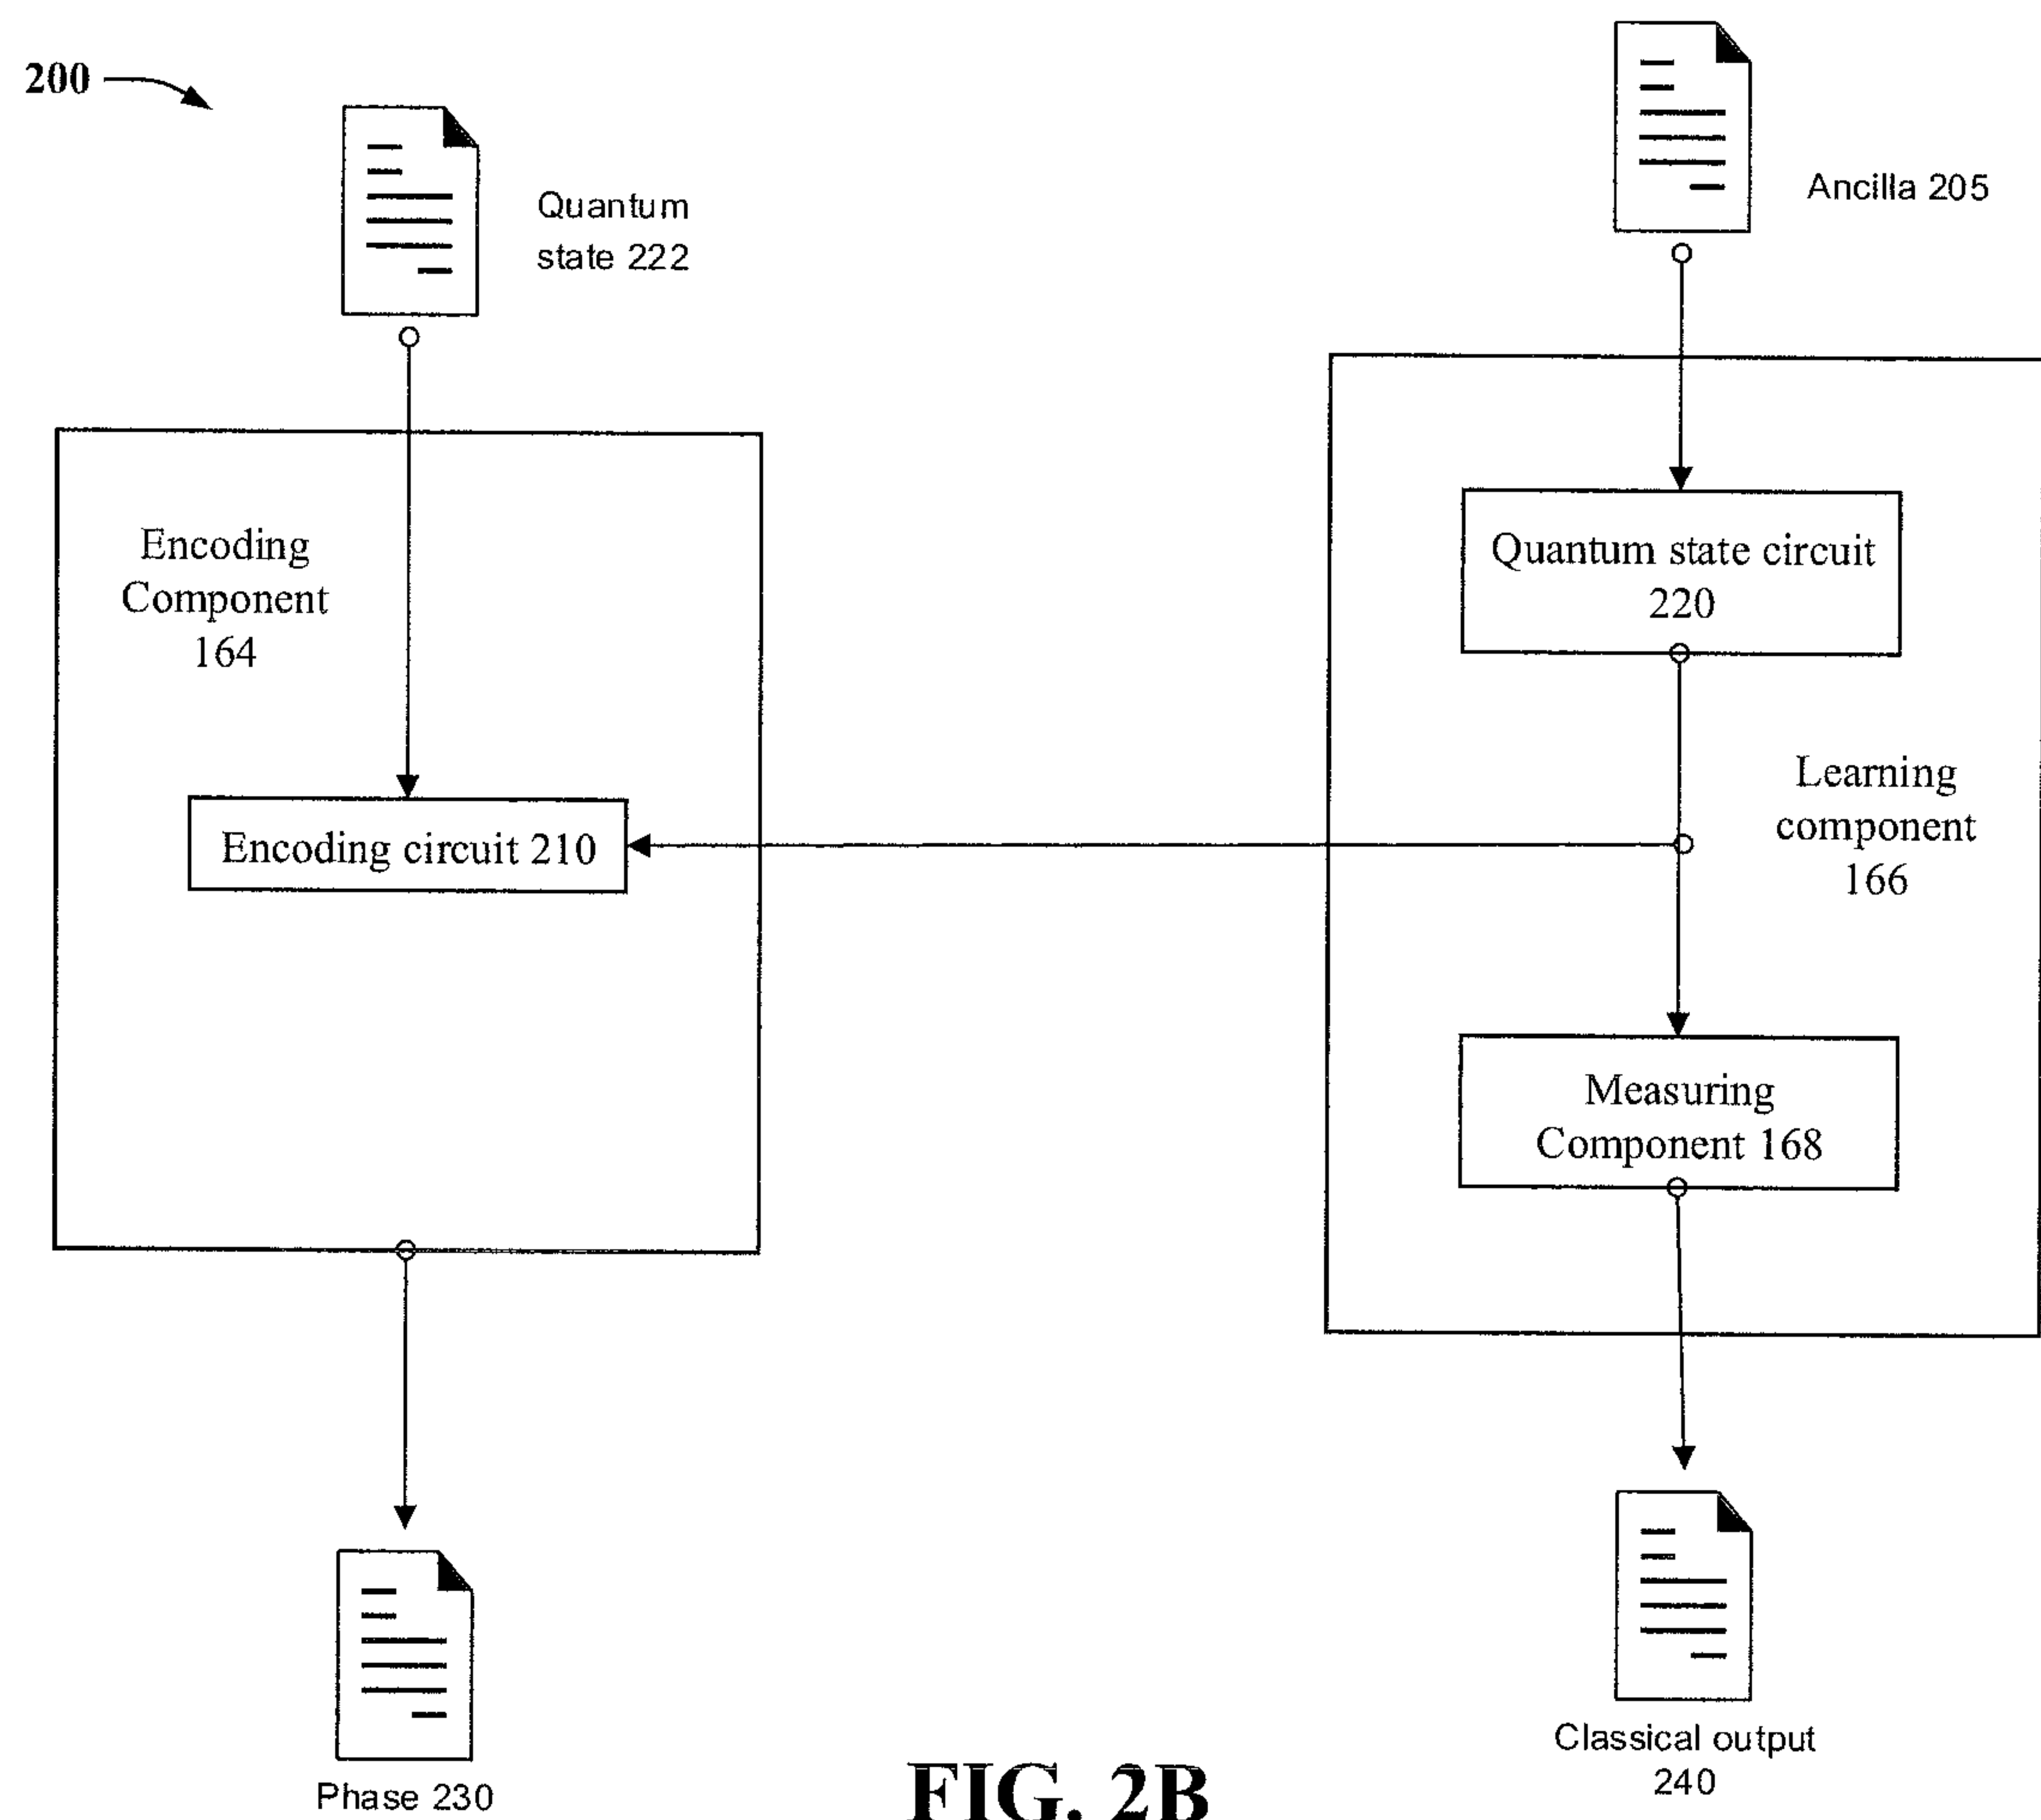 200
Quantum
state 222
Ancilla 205
Encoding
Component
164
Encoding circuit 210
Quantum state circuit
220
Learning
component
166
Measuring
Component 168
Phase 230
Classical output
240
FIG. 2B